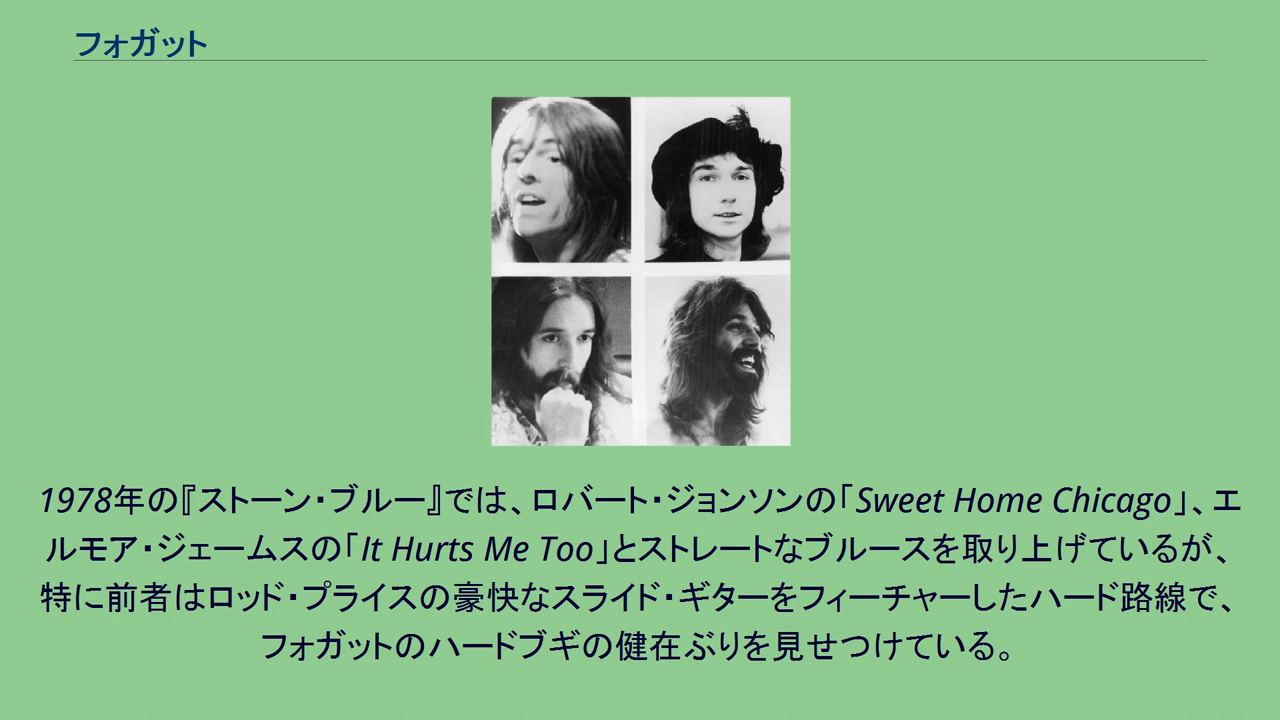 フォガット
1978年の『ストーン・ブルー』では、ロバート・ジョンソンの「Sweet Home Chicago」、エ
ルモア・ジェームスの「It Hurts Me Too」とストレートなブルースを取り上げているが、
特に前者はロッド・プライスの豪快なスライド・ギターをフィーチャーしたハード路線で、
フォガットのハードブギの健在ぶりを見せつけている。